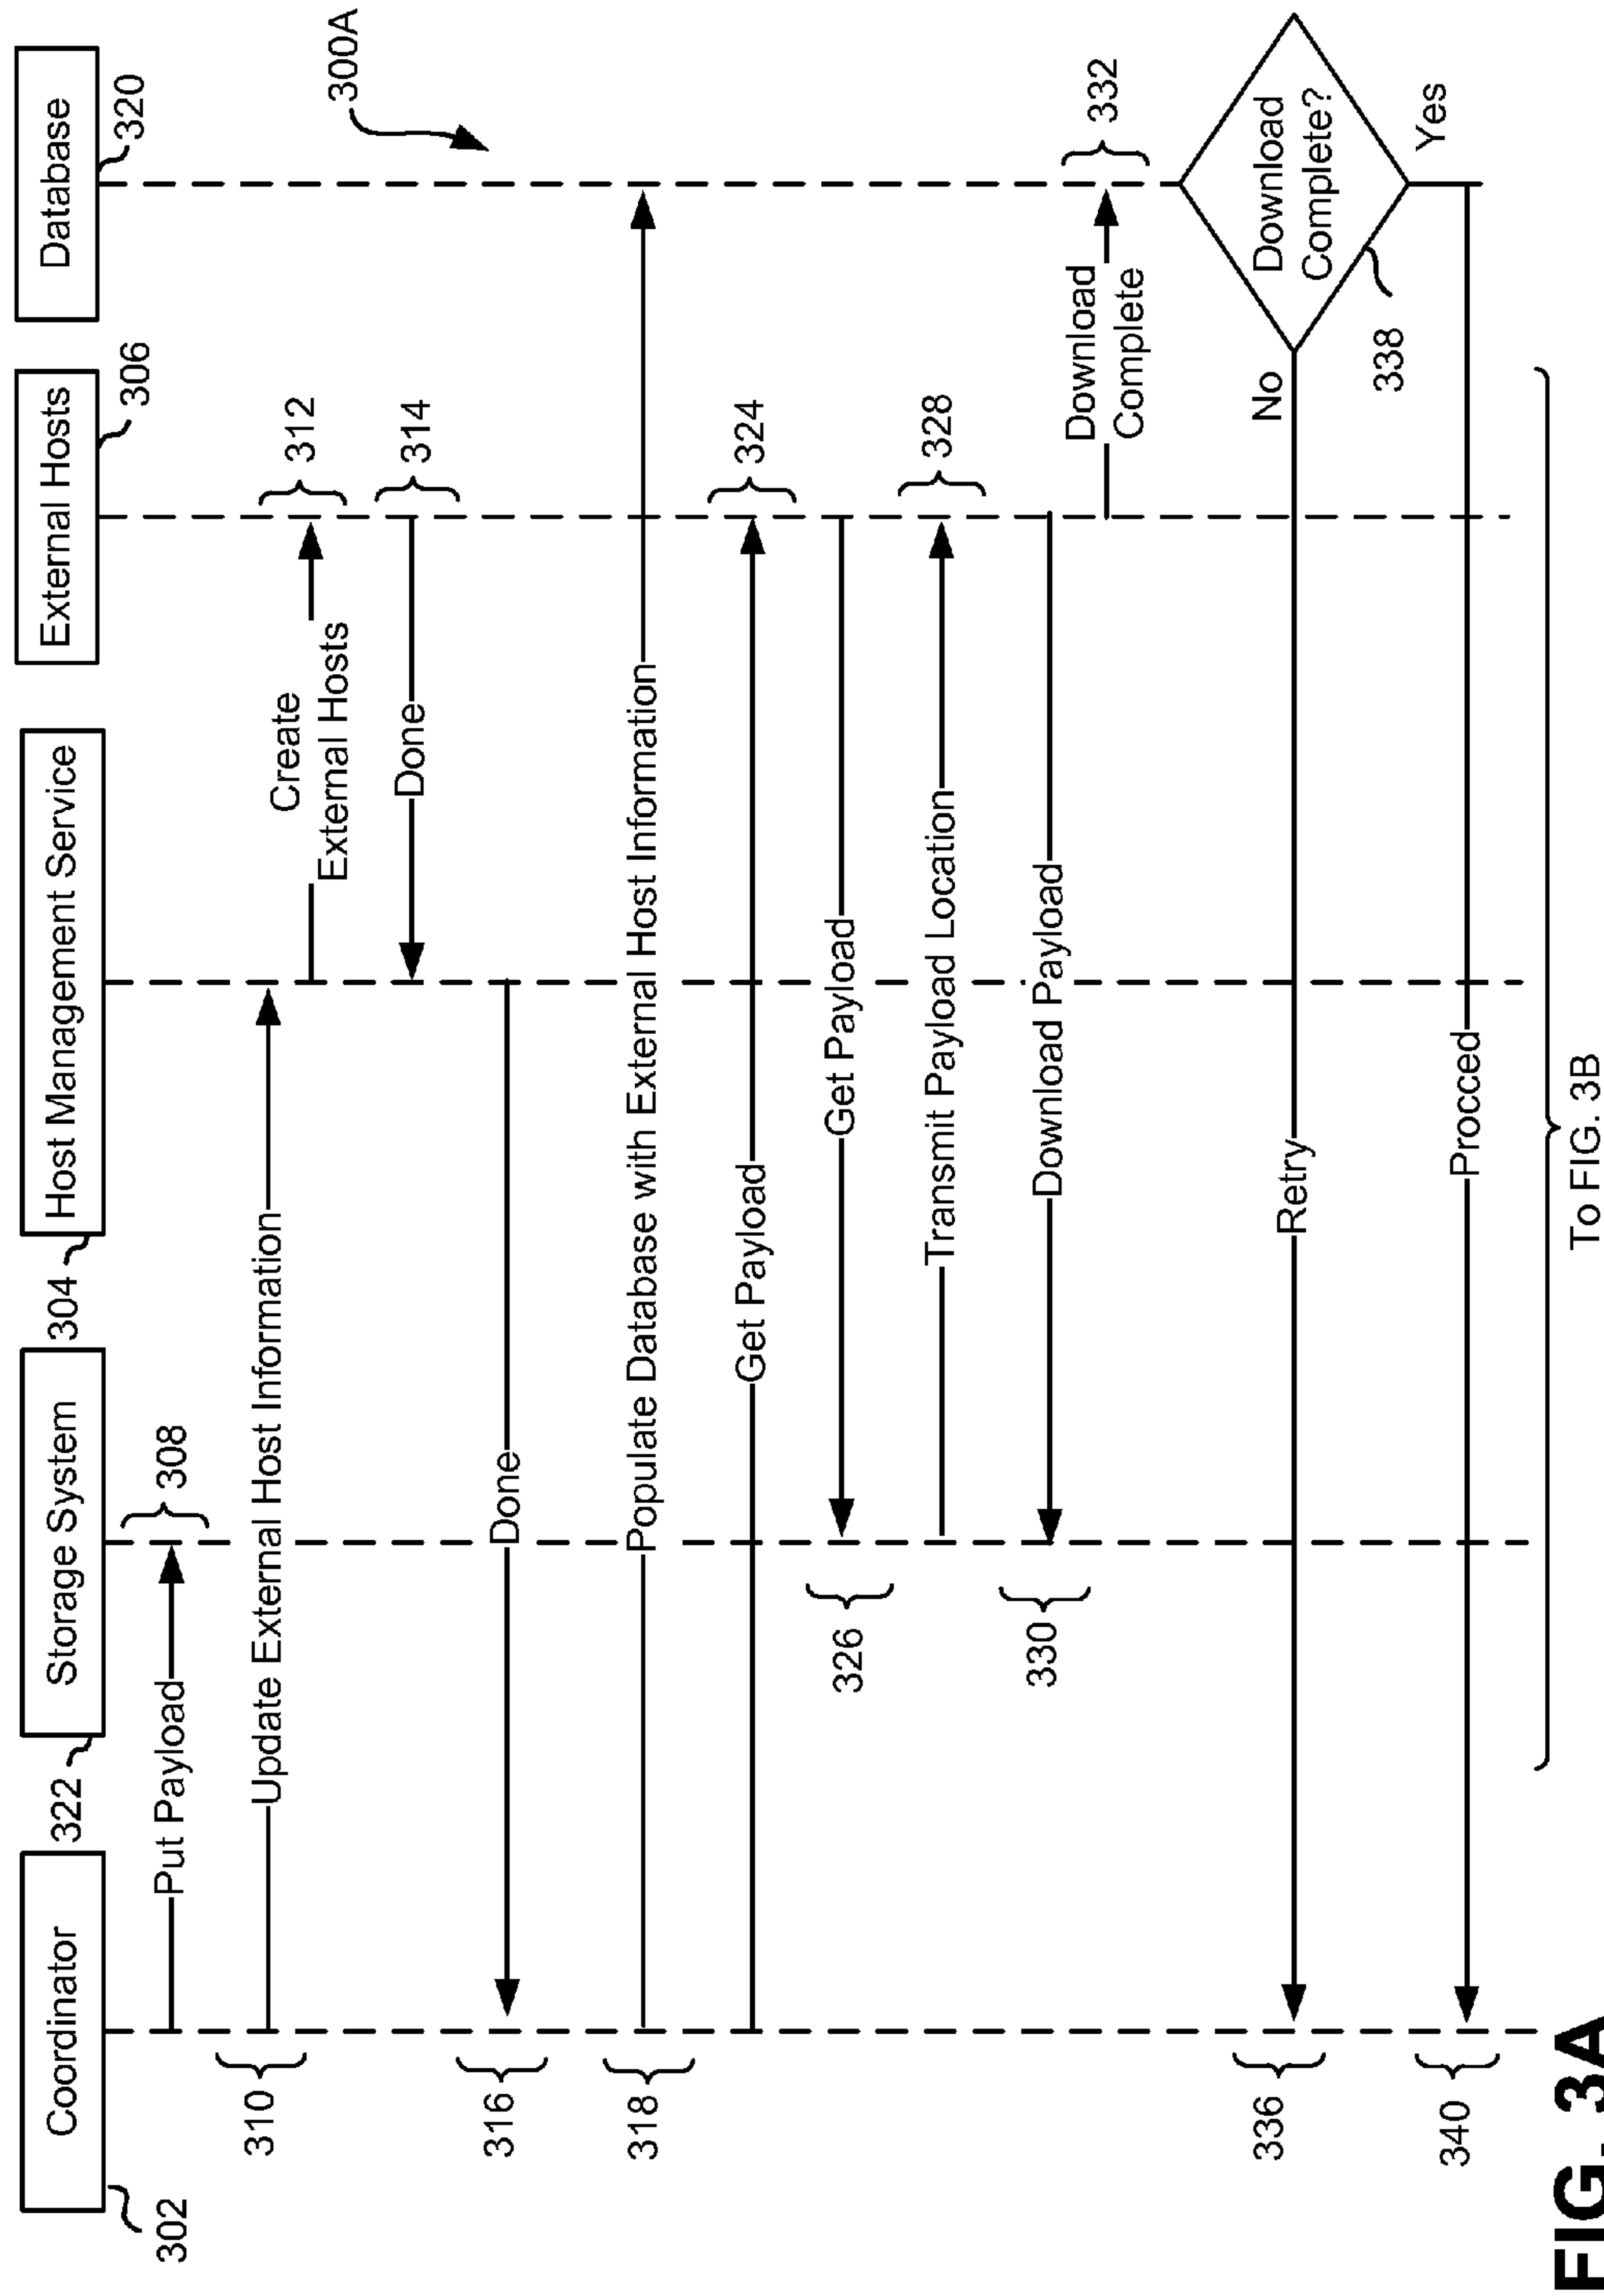 Coordinator
302
Storage System
322
Host Management Service
304
External Hosts
306
Database
320
300A
Put Payload
308
Update External Host Information
310
Create
External Hosts
312
Done
314
Done
316
Populate Database with External Host Information
318
Get Payload
324
Get Payload
326
Transmit Payload Location
328
Download Payload
330
Download
Complete
332
Download
Complete?
338
No
Retry
336
Yes
Procced
340
To FIG. 3B
FIG. 3A